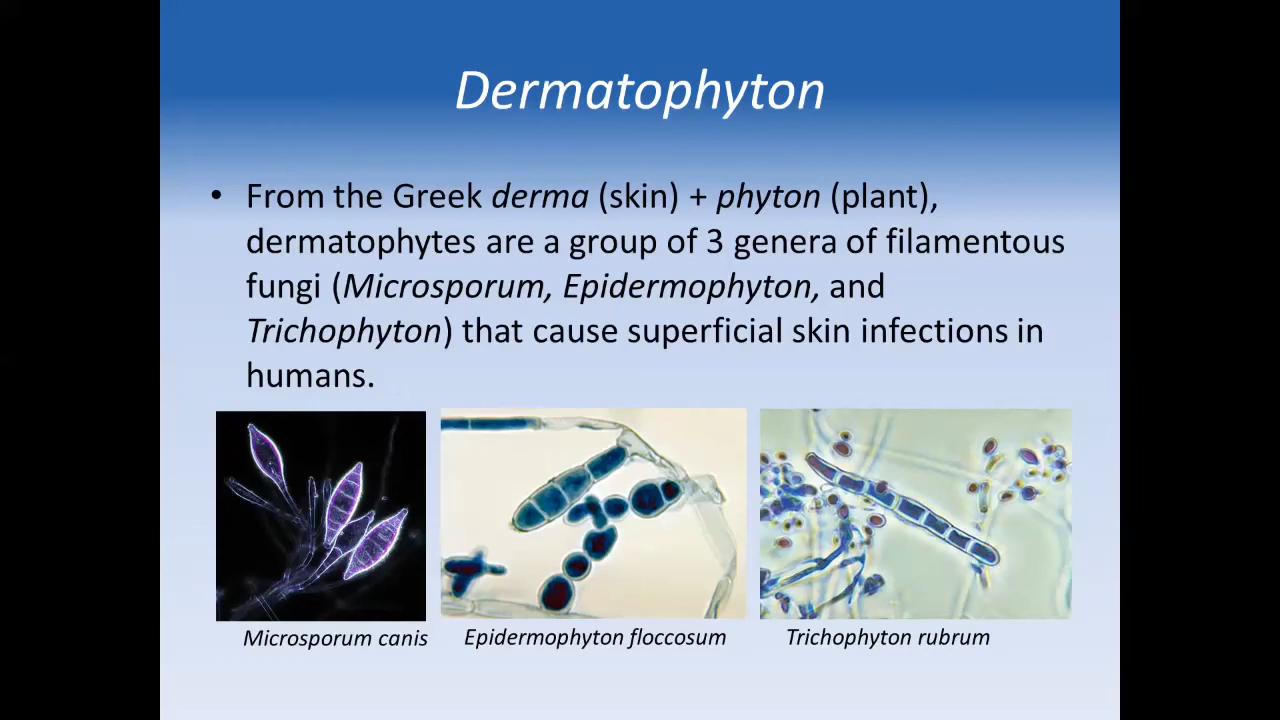 Dermatophyton
• From the Greek derma (skin) + phyton (plant),
dermatophytes are a group of 3 genera of filamentous
fungi (Microsporum, Epidermophyton, and
Trichophyton) that cause superficial skin infections in
humans.
Microsporum canis
Epidermophyton floccosum
Trichophyton rubrum